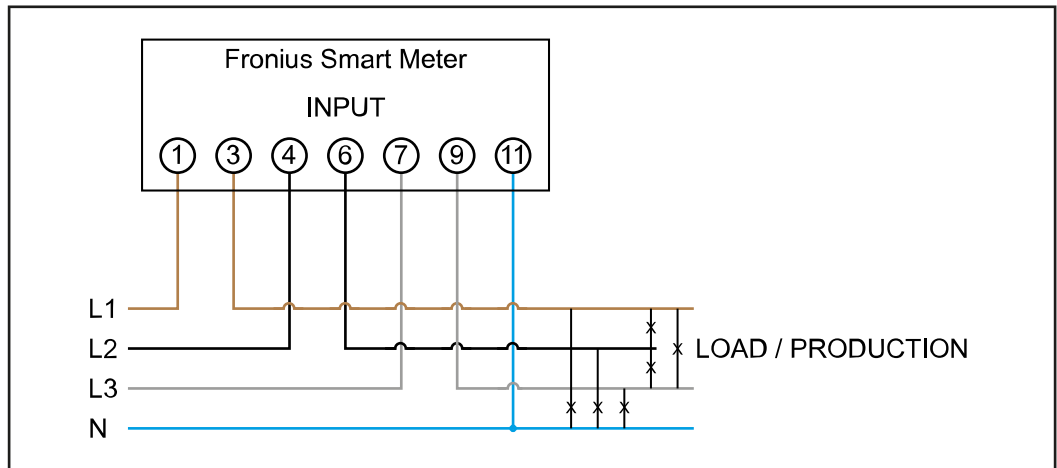 Fronius Smart Meter
INPUT
1 3 4 6 7 9 11
L1
L2
LOAD / PRODUCTION
L3
N